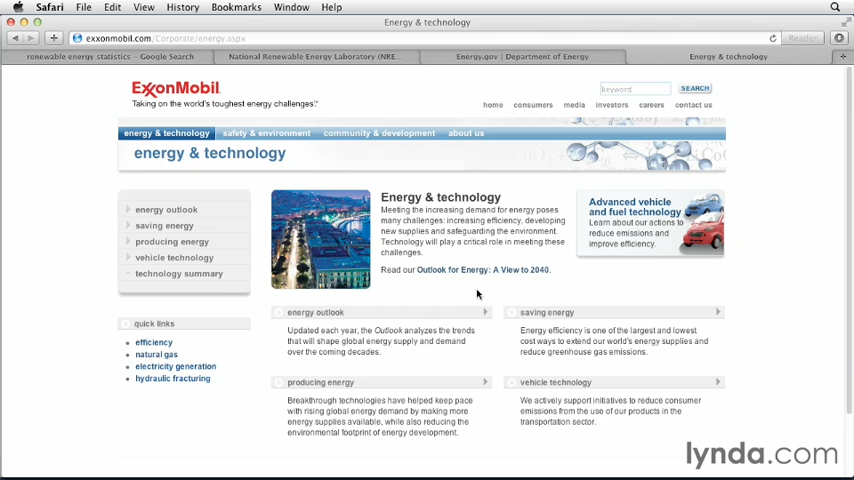 Safari File Edit View History Bookmarks Window Help
Energy & technology
exxonmobil.com/Corporate/energy.aspx
Reader
renewable energy statistics – Google Search
National Renewable Energy Laboratory (NRE...
Energy.gov | Department of Energy
Energy & technology
ExxonMobil
Taking on the world's toughest energy challenges.™
keyword
SEARCH
home consumers media investors careers contact us
energy & technology safety & environment community & development about us
energy & technology
energy outlook
saving energy
producing energy
vehicle technology
technology summary
quick links
efficiency
natural gas
electricity generation
hydraulic fracturing
Energy & technology
Meeting the increasing demand for energy poses
many challenges: increasing efficiency, developing
new supplies and safeguarding the environment.
Technology will play a critical role in meeting these
challenges.
Read our Outlook for Energy: A View to 2040.
Advanced vehicle
and fuel technology
Learn about our actions to
reduce emissions and
improve efficiency.
energy outlook
Updated each year, the Outlook analyzes the trends
that will shape global energy supply and demand
over the coming decades.
saving energy
Energy efficiency is one of the largest and lowest
cost ways to extend our world's energy supplies and
reduce greenhouse gas emissions.
producing energy
Breakthrough technologies have helped keep pace
with rising global energy demand by making more
energy supplies available, while also reducing the
environmental footprint of energy development.
vehicle technology
We actively support initiatives to reduce consumer
emissions from the use of our products in the
transportation sector.
lynda.com